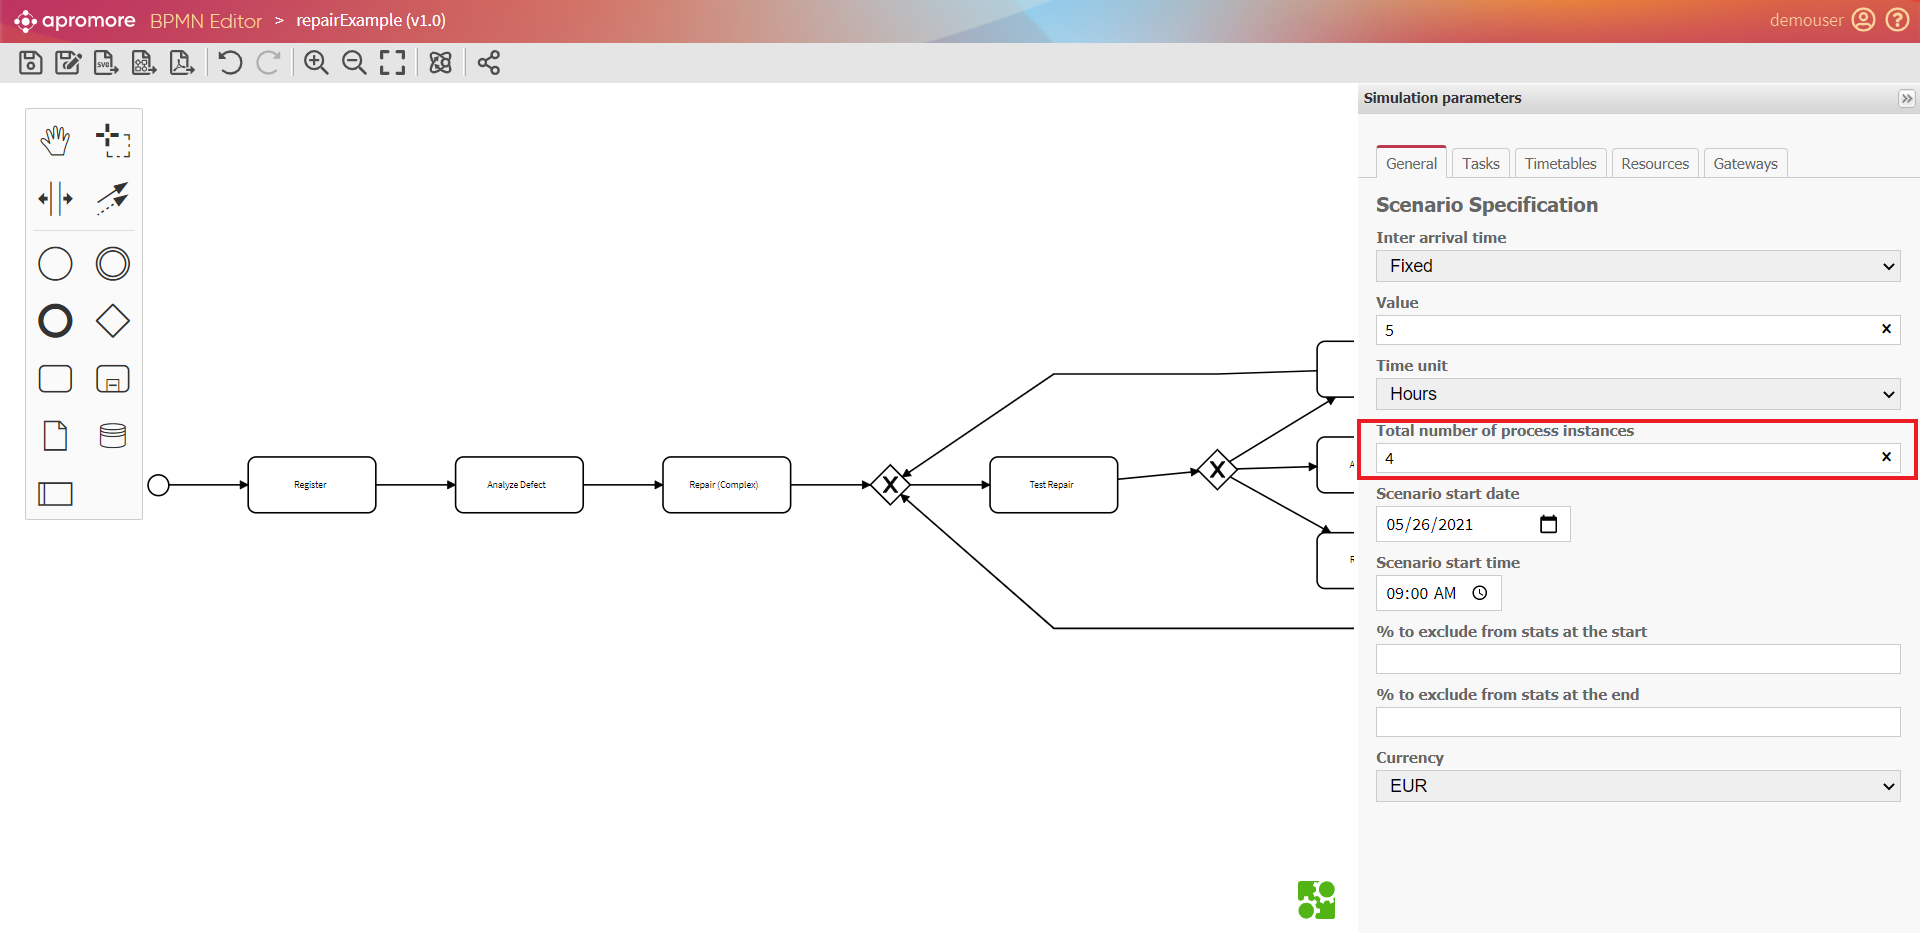 apromore BPMN Editor > repairExample (v1.0)
demouser
SVG
Simulation parameters
General Tasks Timetables Resources Gateways
Scenario Specification
Inter arrival time
Fixed
Value
5
Time unit
Hours
Total number of process instances
4
Scenario start date
05/26/2021
Scenario start time
09:00 AM
% to exclude from stats at the start
% to exclude from stats at the end
Currency
EUR
Register
Analyze Defect
Repair (Complex)
X
Test Repair
X
A
R